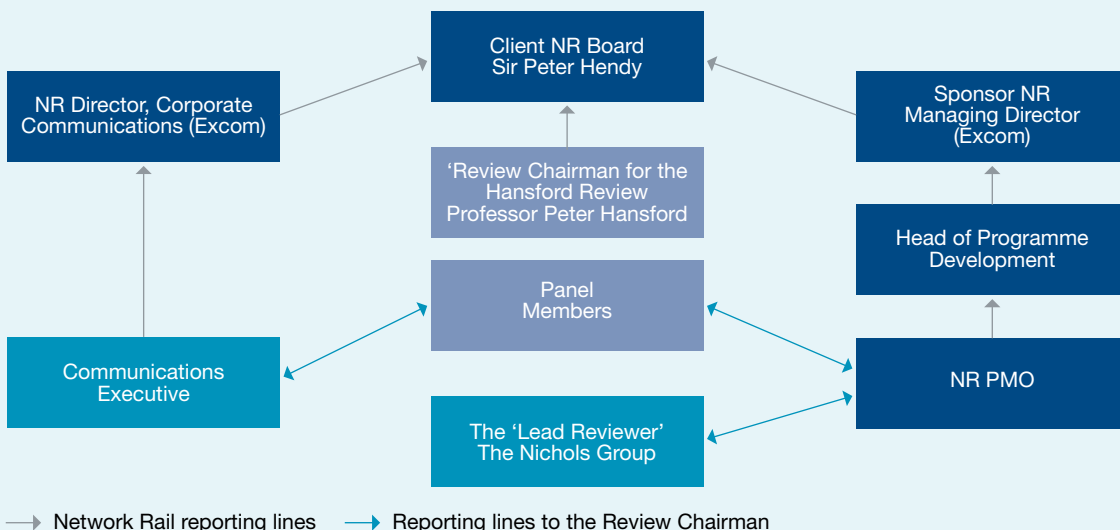 Client NR Board
Sir Peter Hendy
NR Director, Corporate
Communications (Excom)
Sponsor NR
Managing Director
(Excom)
‘Review Chairman for the
Hansford Review
Professor Peter Hansford
Head of Programme
Development
Panel
Members
Communications
Executive
NR PMO
The ‘Lead Reviewer’
The Nichols Group
Network Rail reporting lines
Reporting lines to the Review Chairman